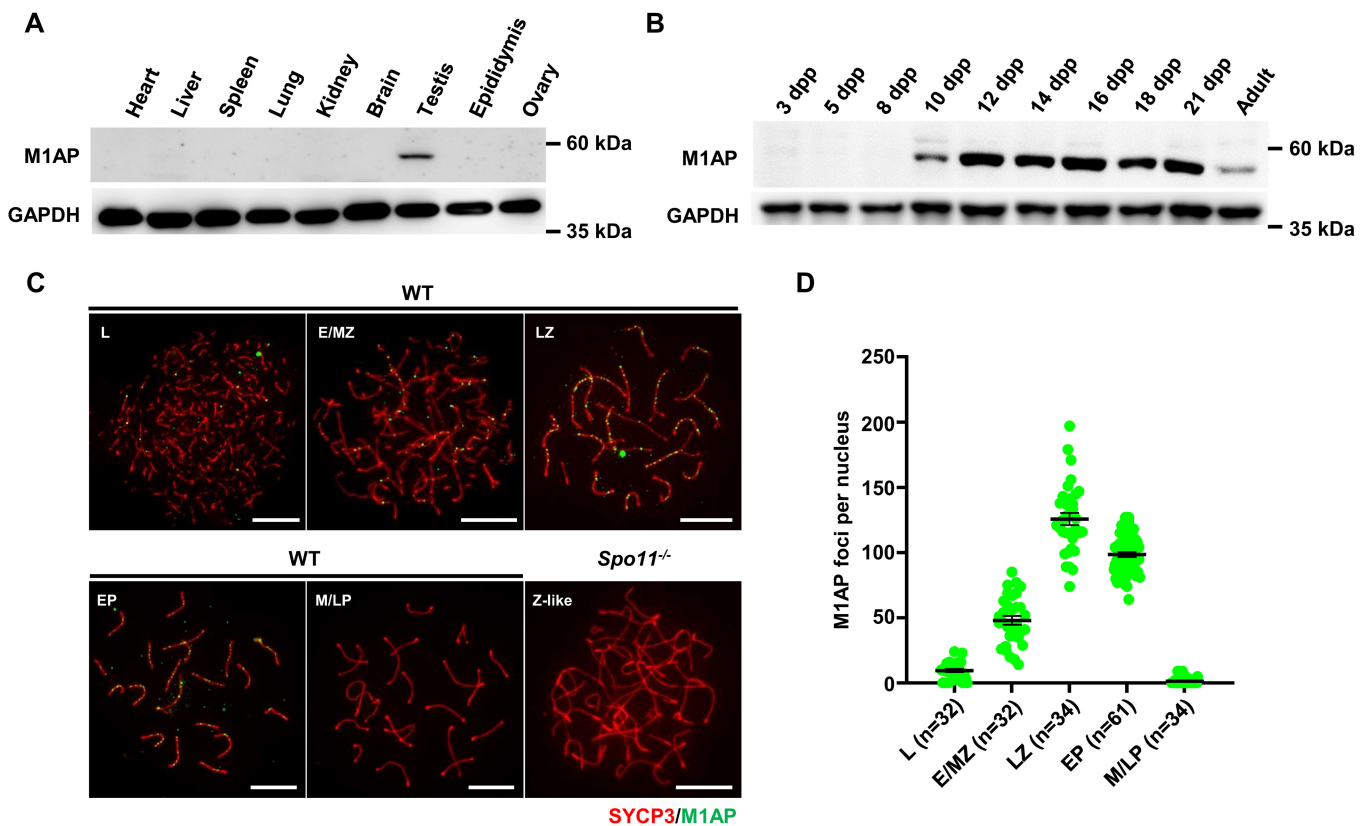 A
Heart
Liver
Spleen
Lung
Kidney
Brain
Testis
Epididymis
Ovary
M1AP
60 kDa
GAPDH
35 kDa
B
3 dpp
5 dpp
8 dpp
10 dpp
12 dpp
14 dpp
16 dpp
18 dpp
21 dpp
Adult
M1AP
60 kDa
GAPDH
35 kDa
C
WT
L
E/MZ
LZ
WT
Spo11-/-
EP
M/LP
Z-like
SYCP3/M1AP
D
M1AP foci per nucleus
250
200
150
100
50
0
L (n=32)
E/MZ (n=32)
LZ (n=34)
EP (n=61)
M/LP (n=34)